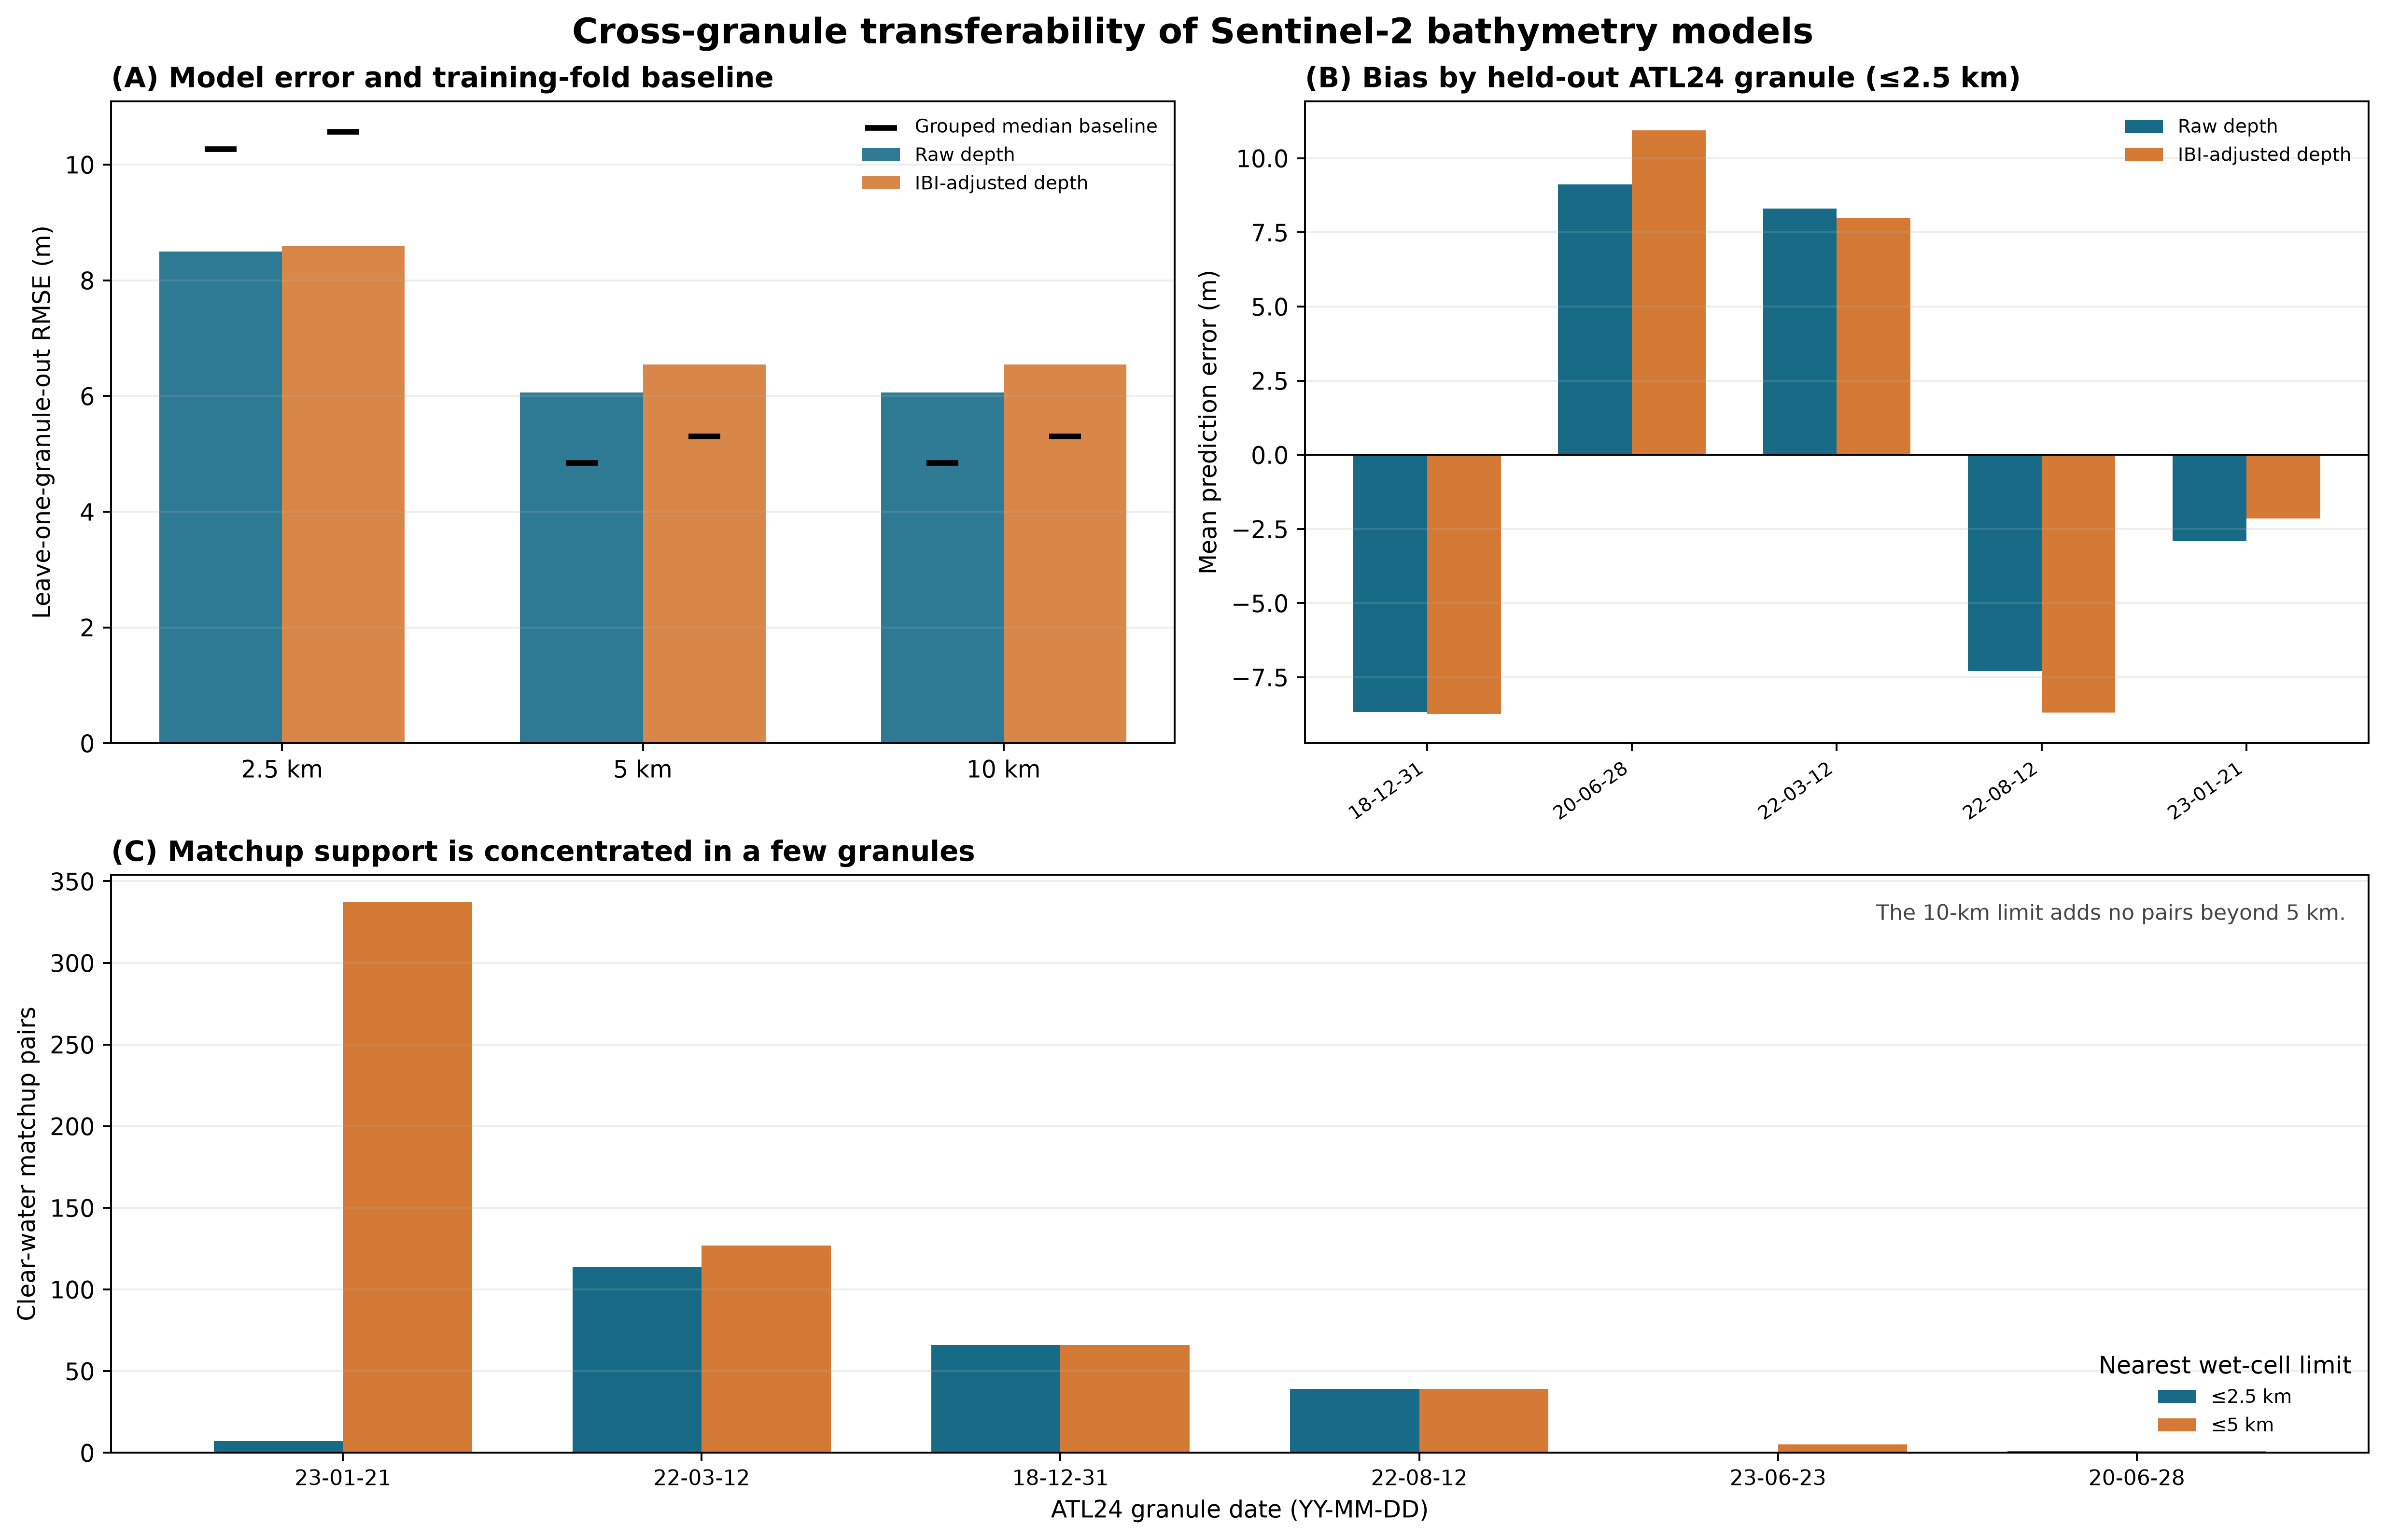 Cross-granule transferability of Sentinel-2 bathymetry models
(A) Model error and training-fold baseline
Leave-one-granule-out RMSE (m)
10
8
6
4
2
0
Grouped median baseline
Raw depth
IBI-adjusted depth
2.5 km
5 km
10 km
(B) Bias by held-out ATL24 granule (≤2.5 km)
Mean prediction error (m)
10.0
7.5
5.0
2.5
0.0
−2.5
−5.0
−7.5
Raw depth
IBI-adjusted depth
18-12-31
20-06-28
22-03-12
22-08-12
23-01-21
(C) Matchup support is concentrated in a few granules
Clear-water matchup pairs
350
300
250
200
150
100
50
0
The 10-km limit adds no pairs beyond 5 km.
Nearest wet-cell limit
≤2.5 km
≤5 km
23-01-21
22-03-12
18-12-31
22-08-12
23-06-23
20-06-28
ATL24 granule date (YY-MM-DD)